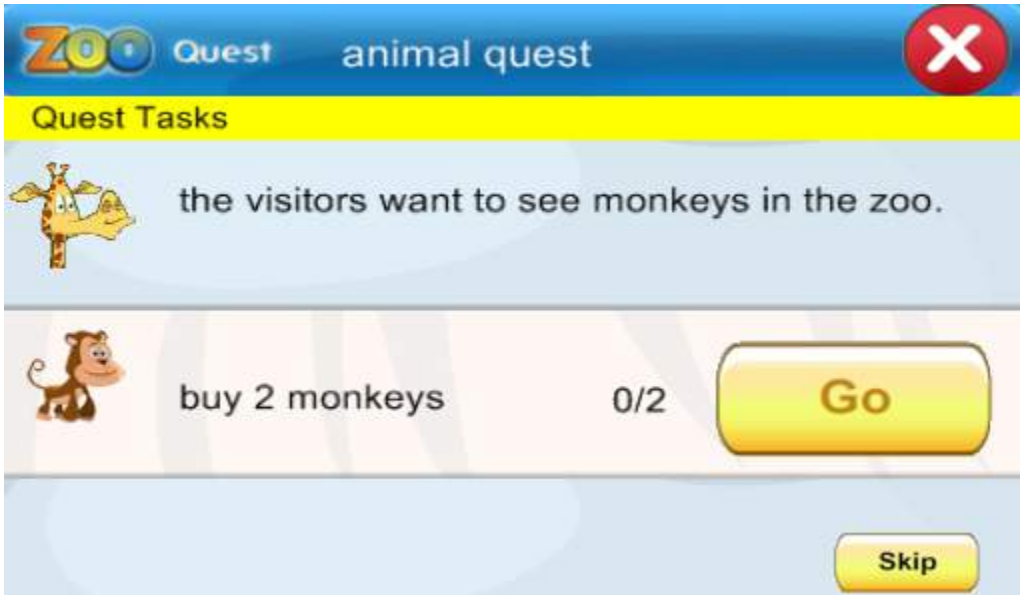 ZOO Quest animal quest
Quest Tasks
the visitors want to see monkeys in the zoo.
buy 2 monkeys 0/2 Go
Skip